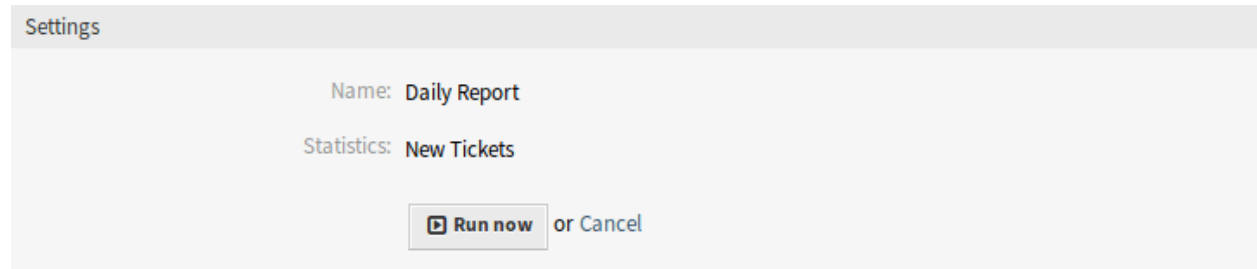 Settings
Name: Daily Report
Statistics: New Tickets
Run now or Cancel